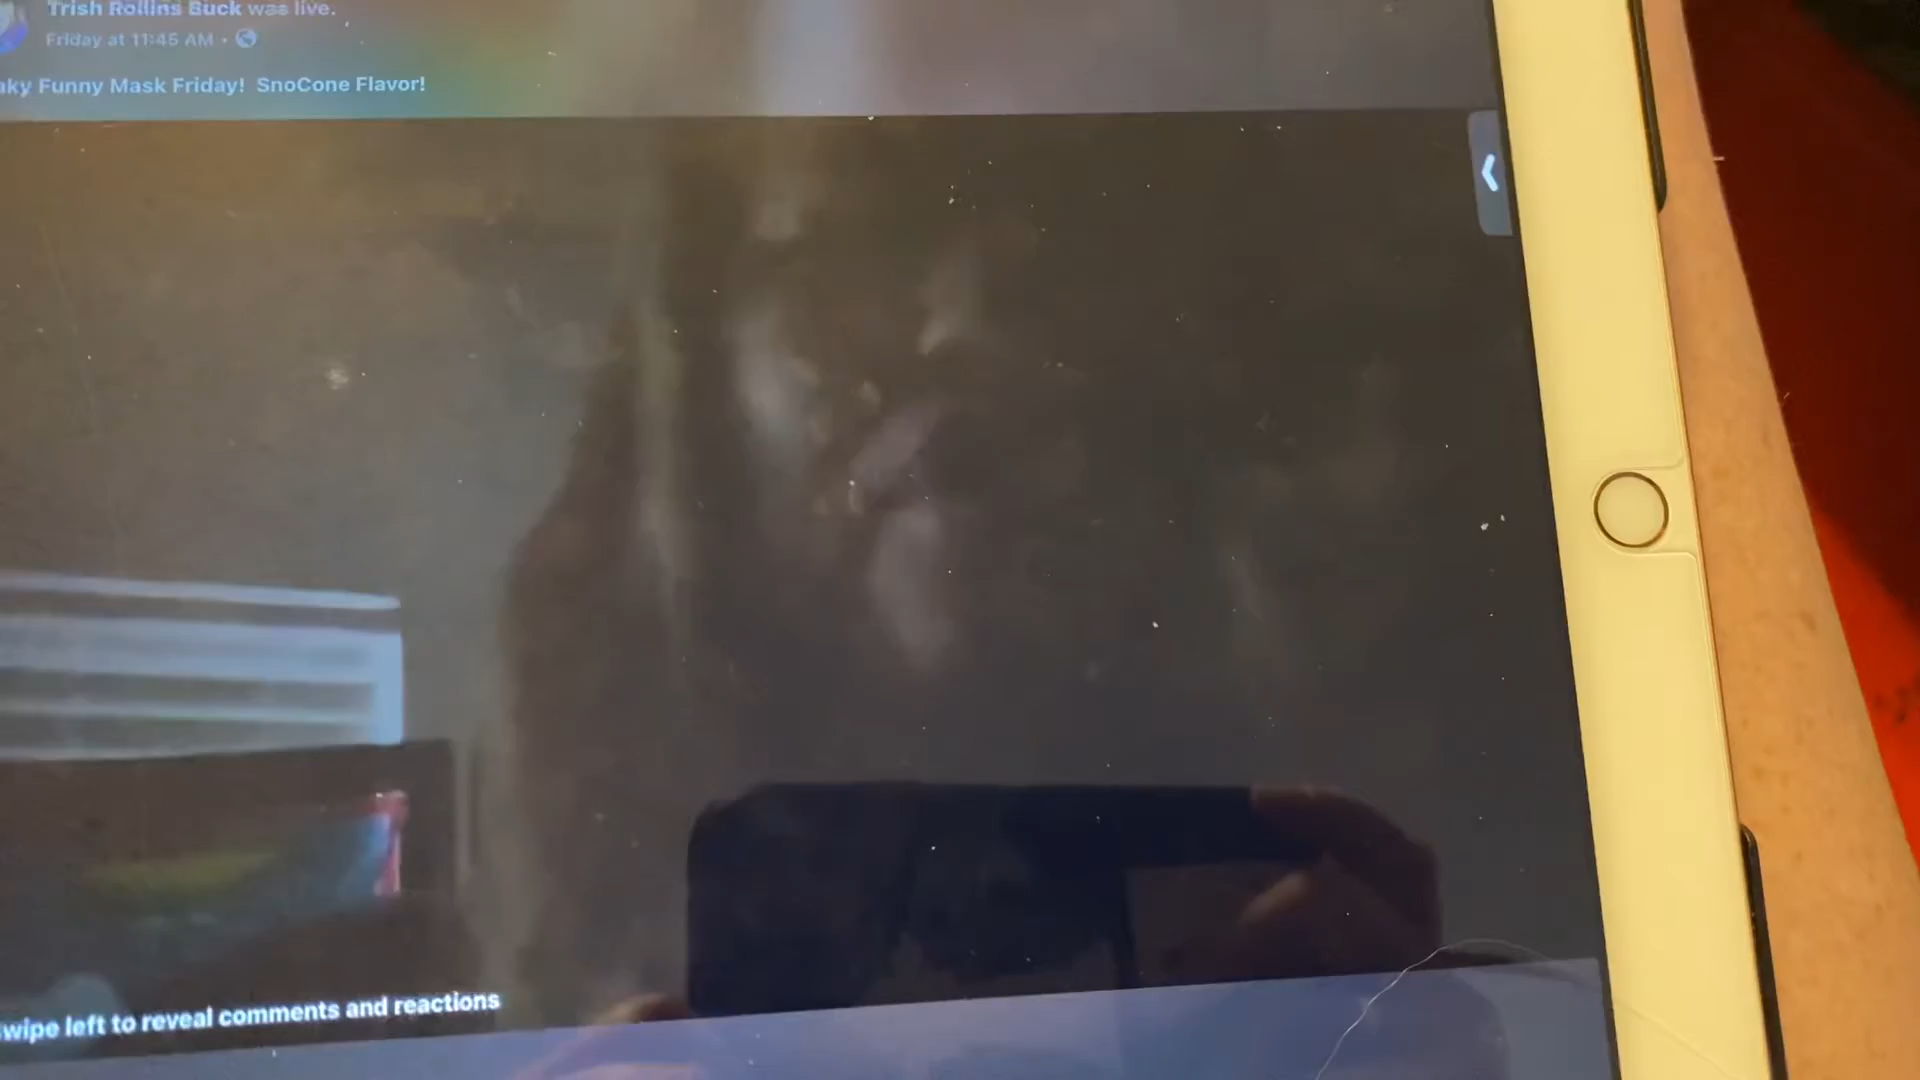 Trish Rollins Buck was live.
Friday at 11:45 AM •
Funny Mask Friday! SnoCone Flavor!
left to reveal comments and reactions